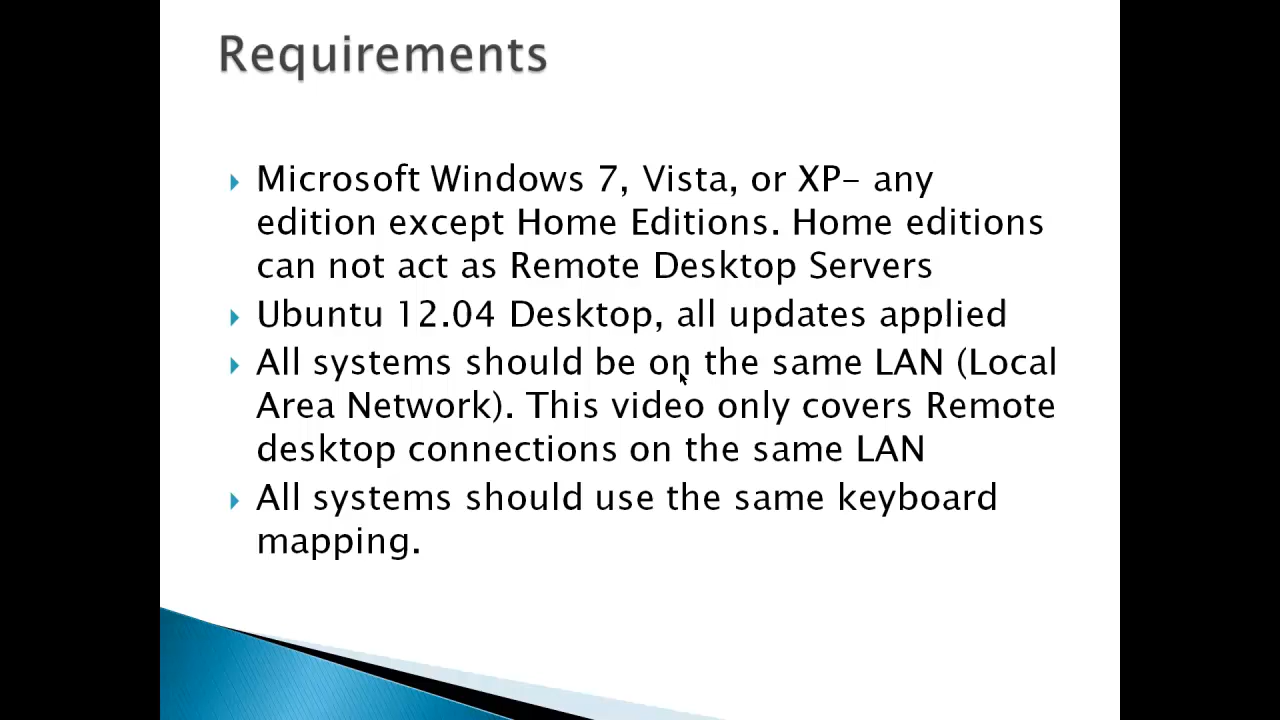 Requirements
Microsoft Windows 7, Vista, or XP- any
edition except Home Editions. Home editions
can not act as Remote Desktop Servers
Ubuntu 12.04 Desktop, all updates applied
All systems should be on the same LAN (Local
Area Network). This video only covers Remote
desktop connections on the same LAN
All systems should use the same keyboard
mapping.